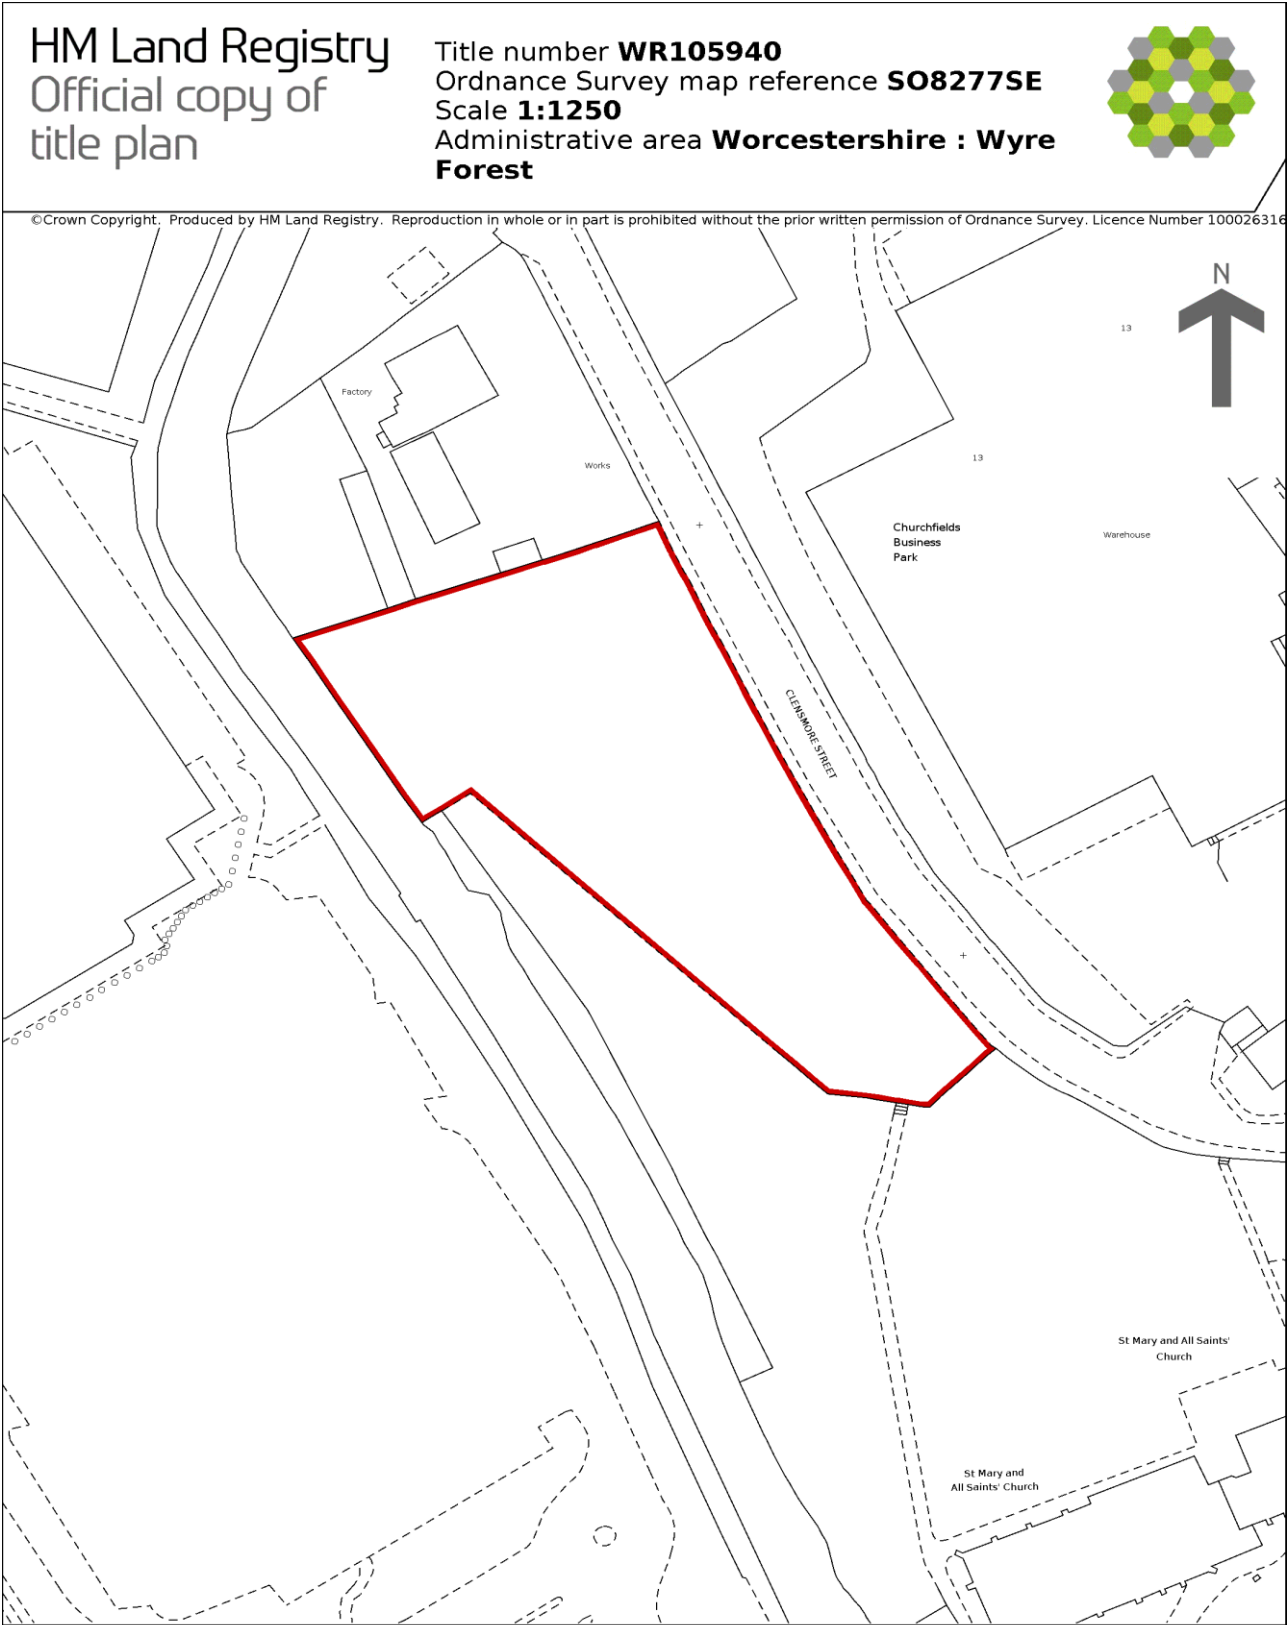 HM Land Registry
Official copy of
title plan
Title number WR105940
Ordnance Survey map reference SO8277SE
Scale 1:1250
Administrative area Worcestershire : Wyre
Forest
©Crown Copyright. Produced by HM Land Registry. Reproduction in whole or in part is prohibited without the prior written permission of Ordnance Survey. Licence Number 100026316
N
13
Factory
13
Works
Churchfields
Business
Park
Warehouse
CLENSMORE STREET
St Mary and All Saints'
Church
St Mary and
All Saints' Church